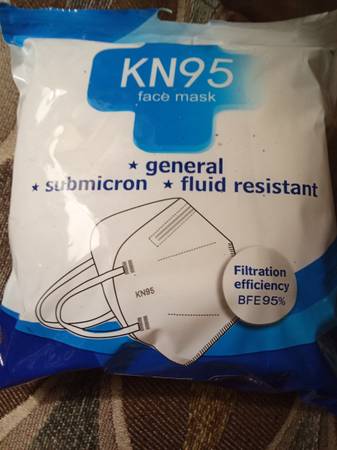 KN95
face mask
★ general
★ submicron ★ fluid resistant
KN95
Filtration
efficiency
BFE95%